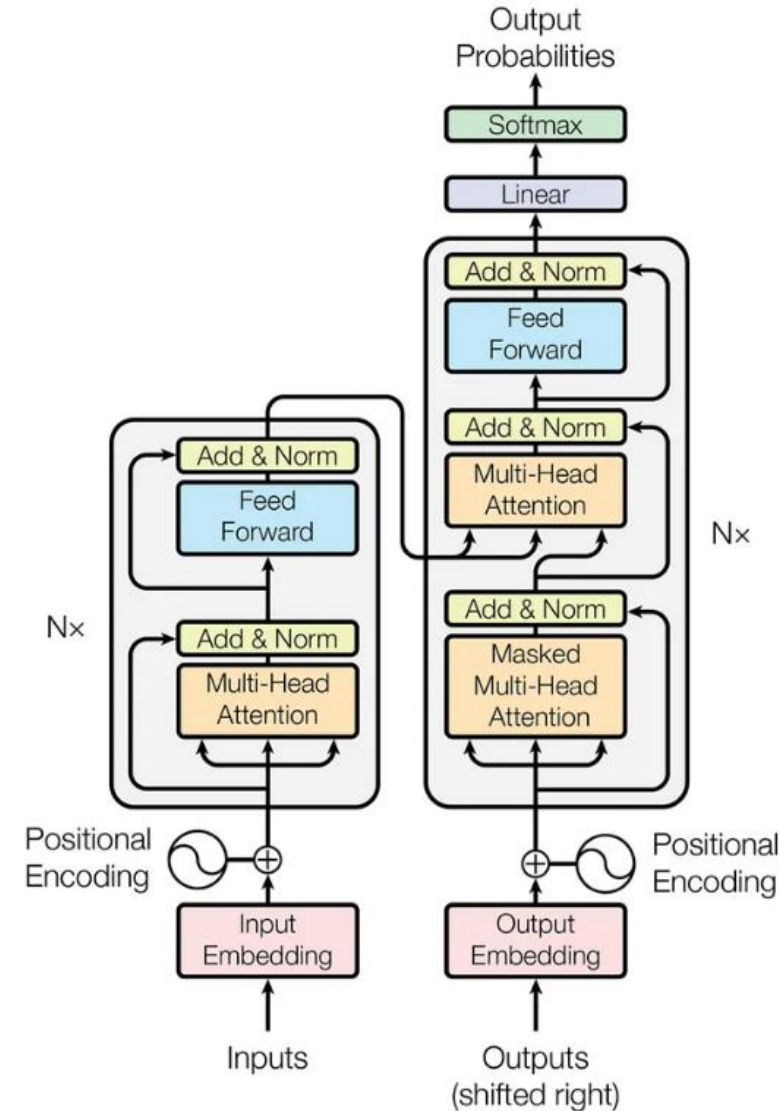 Output
Probabilities
Softmax
Linear
Add & Norm
Feed
Forward
Add & Norm
Multi-Head
Attention
Nx
Add & Norm
Masked
Multi-Head
Attention
Add & Norm
Feed
Forward
Nx
Add & Norm
Multi-Head
Attention
Positional
Encoding
Positional
Encoding
Input
Embedding
Output
Embedding
Inputs
Outputs
(shifted right)